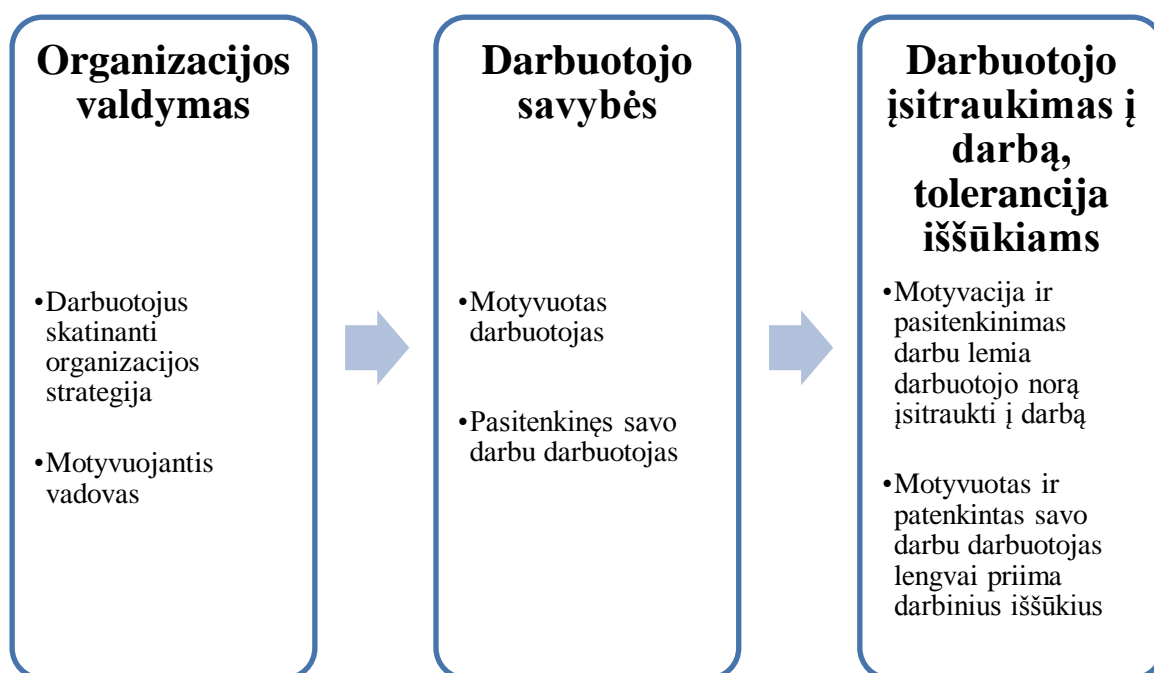 Organizacijos
valdymas
•Darbuotojus
skatinanti
organizacijos
strategija
•Motyvuojantis
vadovas
Darbuotojo
savybės
•Motyvuotas
darbuotojas
•Pasitenkinęs savo
darbu darbuotojas
Darbuotojo
įsitraukimas į
darbą,
tolerancija
iššūkiams
•Motyvacija ir
pasitenkinimas
darbu lemia
darbuotojo norą
įsitraukti į darbą
•Motyvuotas ir
patenkintas savo
darbu darbuotojas
lengvai priima
darbinius iššūkius